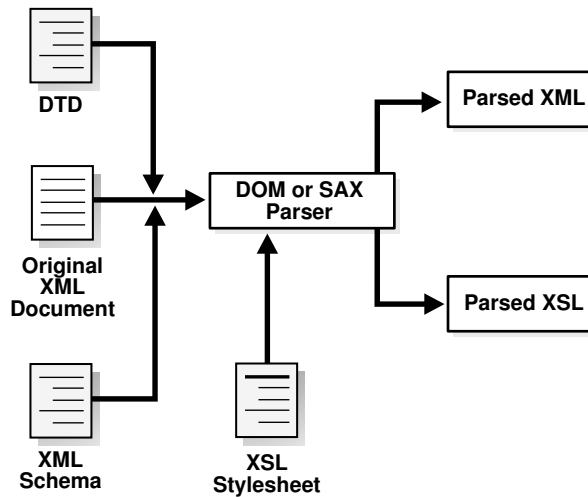 DTD
Parsed XML
DOM or SAX
Parser
Original
XML
Document
Parsed XSL
XML
Schema
XSL
Stylesheet